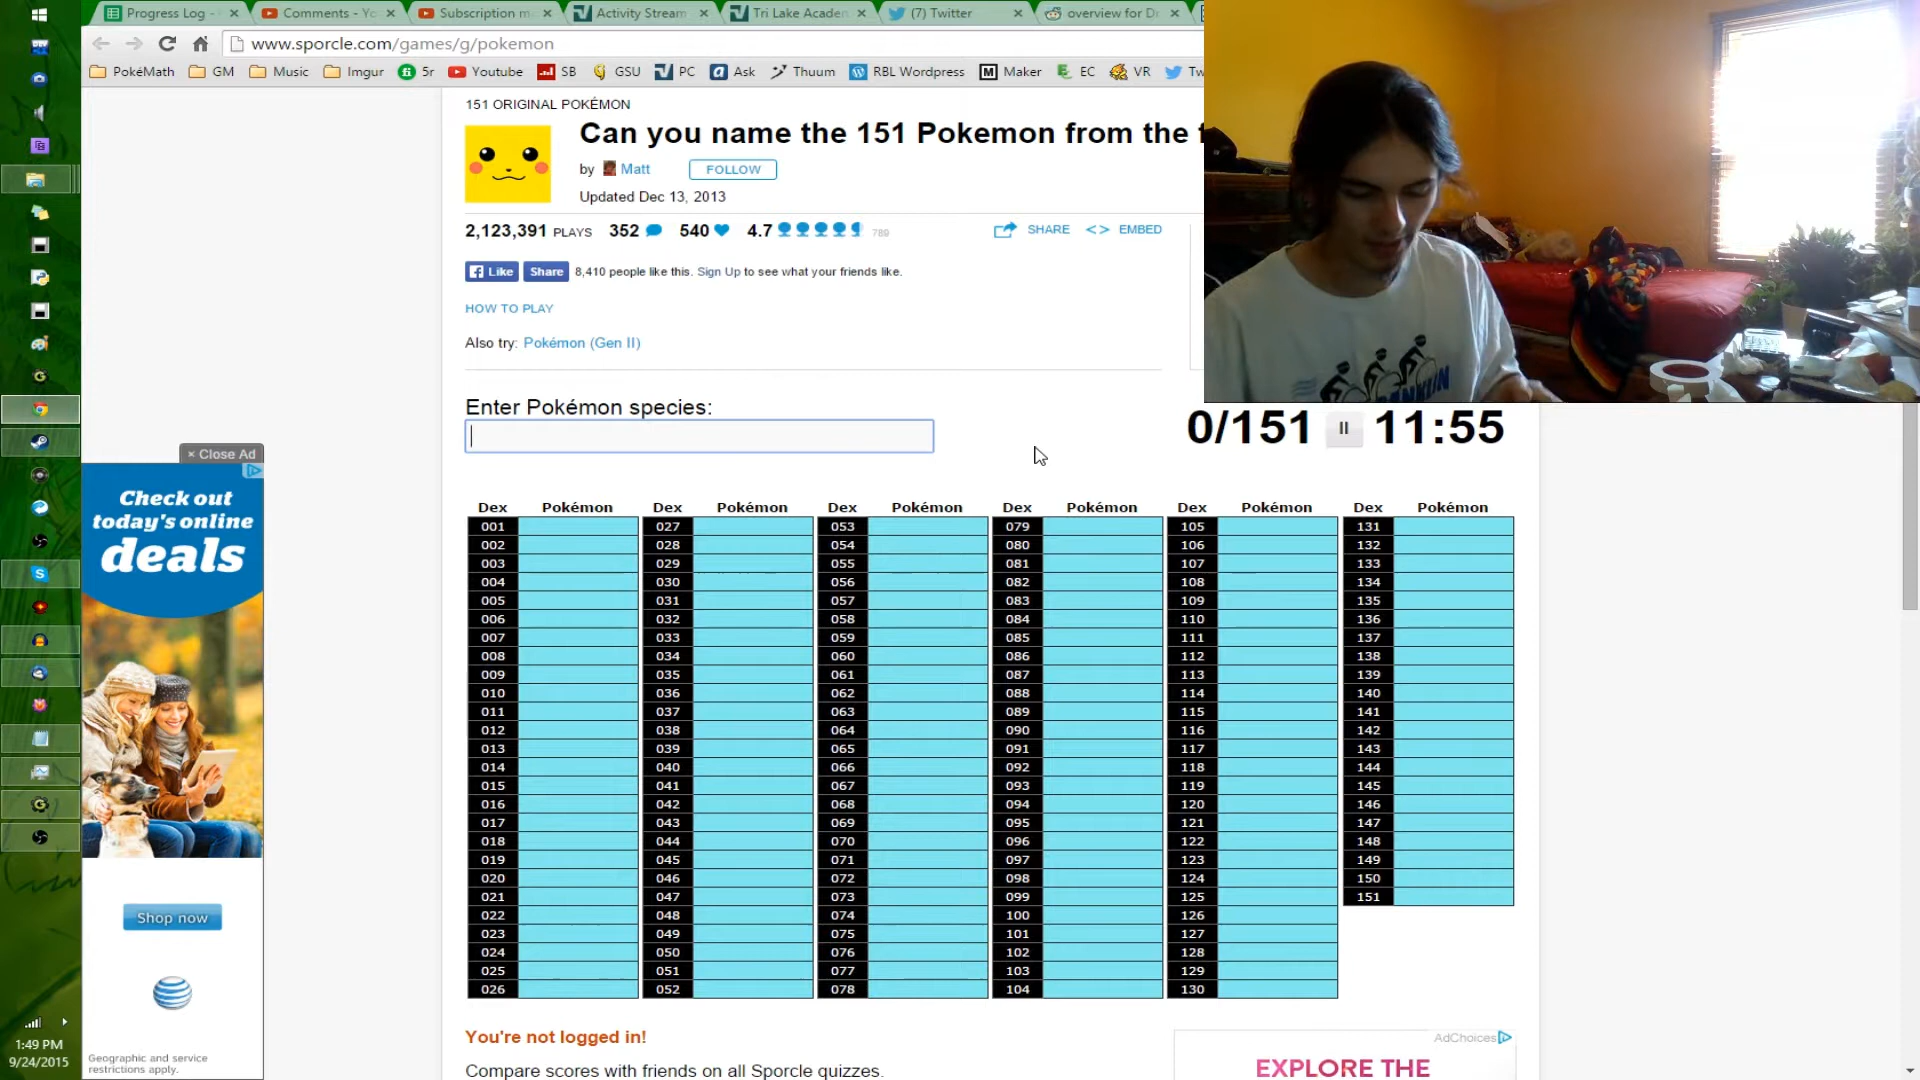 Progress Log -
Comments - Yo
Subscription m
Activity Stream
Tri Lake Acaden
(7) Twitter
overview for D
www.sporcle.com/games/g/pokemon
PokéMath GM Music Imgur 5r Youtube SB GSU PC Ask Thuum RBL Wordpress Maker EC VR Tw
151 ORIGINAL POKÉMON
Can you name the 151 Pokemon from the
by Matt FOLLOW
Updated Dec 13, 2013
2,123,391 PLAYS 352 540 4.7 789
SHARE <> EMBED
Like Share 8,410 people like this. Sign Up to see what your friends like.
HOW TO PLAY
Also try: Pokémon (Gen II)
Enter Pokémon species:
0/151 11:55
Dex Pokémon Dex Pokémon Dex Pokémon Dex Pokémon Dex Pokémon Dex Pokémon
001 027 053 079 105 131
002 028 054 080 106 132
003 029 055 081 107 133
004 030 056 082 108 134
005 031 057 083 109 135
006 032 058 084 110 136
007 033 059 085 111 137
008 034 060 086 112 138
009 035 061 087 113 139
010 036 062 088 114 140
011 037 063 089 115 141
012 038 064 090 116 142
013 039 065 091 117 143
014 040 066 092 118 144
015 041 067 093 119 145
016 042 068 094 120 146
017 043 069 095 121 147
018 044 070 096 122 148
019 045 071 097 123 149
020 046 072 098 124 150
021 047 073 099 125 151
022 048 074 100 126
023 049 075 101 127
024 050 076 102 128
025 051 077 103 129
026 052 078 104 130
You're not logged in!
Compare scores with friends on all Sporcle quizzes.
AdChoices
EXPLORE THE
× Close Ad
Check out
today's online
deals
Shop now
Geographic and service
restrictions apply.
1:49 PM
9/24/2015